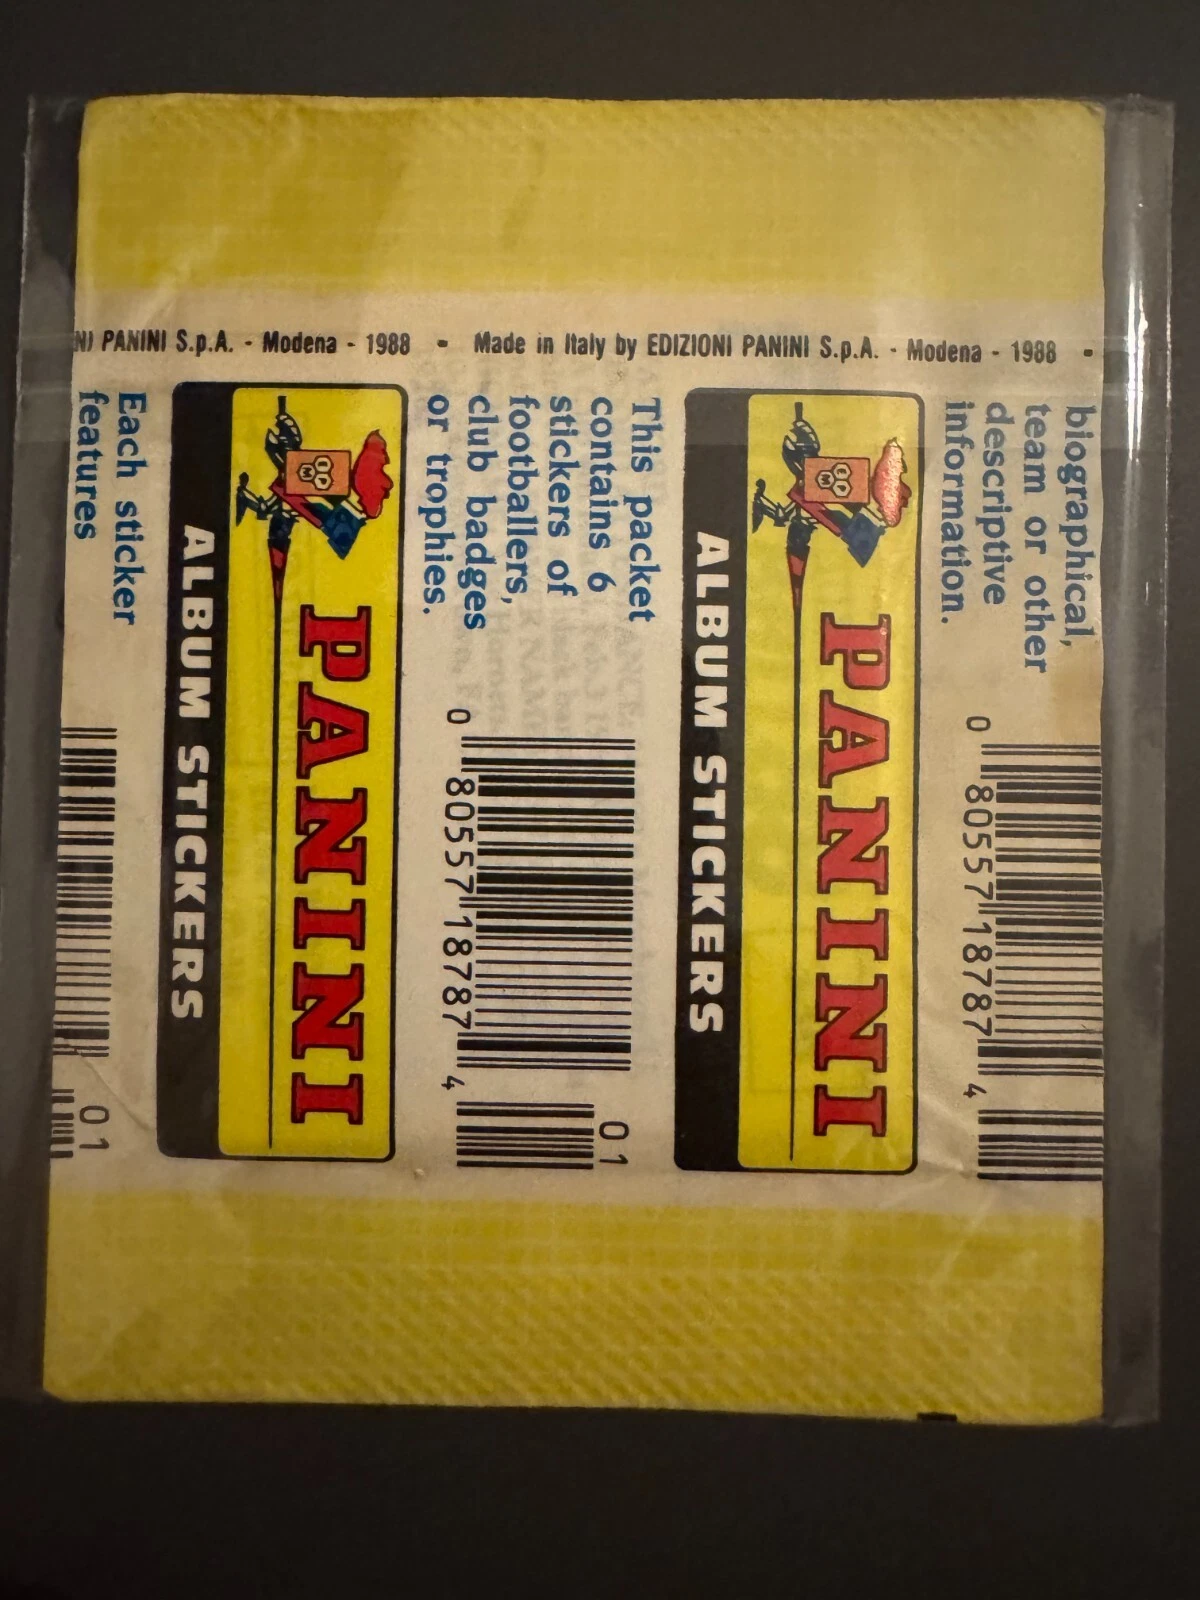 NI PANINI S.p.A. - Modena - 1988 - Made in Italy by EDIZIONI PANINI S.p.A. - Modena - 1988 -
biographical,
team or other
descriptive
information.
0 80557 18787 4
PANINI
ALBUM STICKERS
This packet
contains 6
stickers of
footballers,
club badges
or trophies.
01
0 80557 18787 4
PANINI
ALBUM STICKERS
Each sticker
features
01